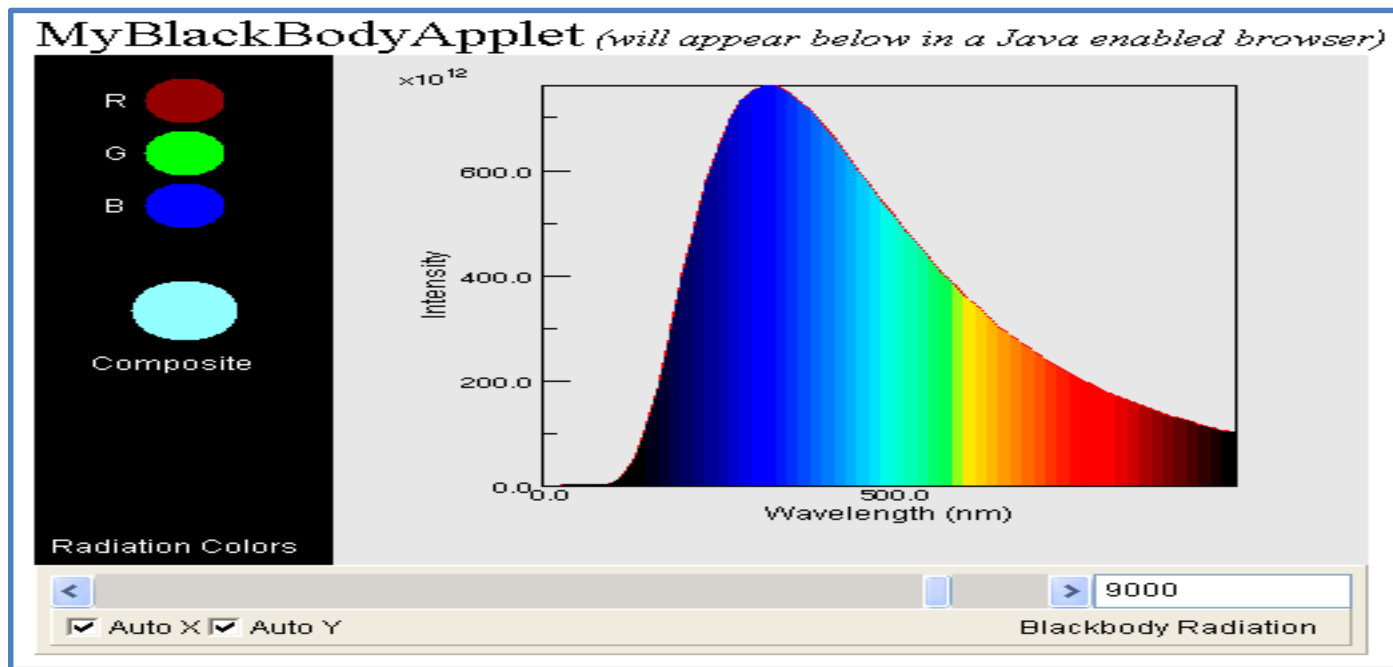 MyBlackBodyApplet (will appear below in a Java enabled browser)
R
G
B
Composite
Radiation Colors
×10¹²
600.0
400.0
200.0
0.0
Intensity
0.0
500.0
Wavelength (nm)
< > 9000
Auto X Auto Y Blackbody Radiation